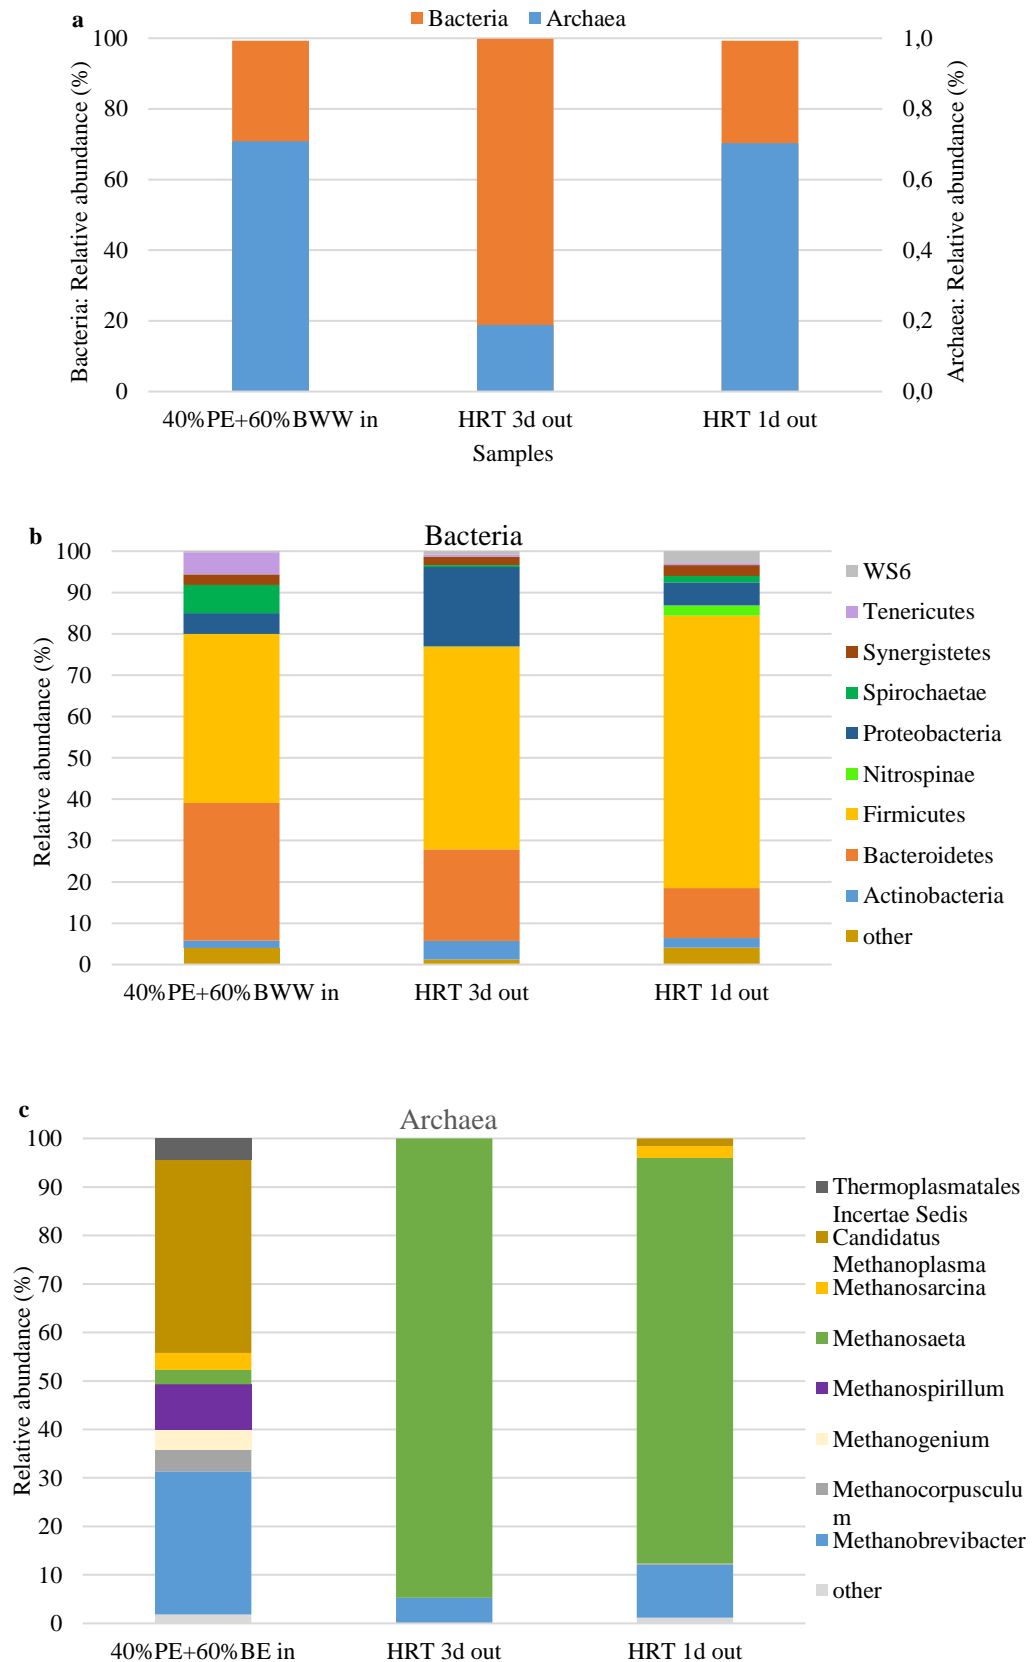 a
Bacteria Archaea
Bacteria: Relative abundance (%)
100
80
60
40
20
0
1,0
0,8
0,6
0,4
0,2
0,0
Archaea: Relative abundance (%)
40%PE+60%BWW in HRT 3d out HRT 1d out
Samples
b
Bacteria
Relative abundance (%)
100
90
80
70
60
50
40
30
20
10
0
40%PE+60%BWW in HRT 3d out HRT 1d out
WS6
Tenericutes
Synergistetes
Spirochaetae
Proteobacteria
Nitrospinae
Firmicutes
Bacteroidetes
Actinobacteria
other
c
Archaea
Relative abundance (%)
100
90
80
70
60
50
40
30
20
10
0
40%PE+60%BE in HRT 3d out HRT 1d out
Thermoplasmatales
Incertae Sedis
Candidatus
Methanoplasma
Methanosarcina
Methanosaeta
Methanospirillum
Methanogenium
Methanocorpusculu
m
Methanobrevibacter
other